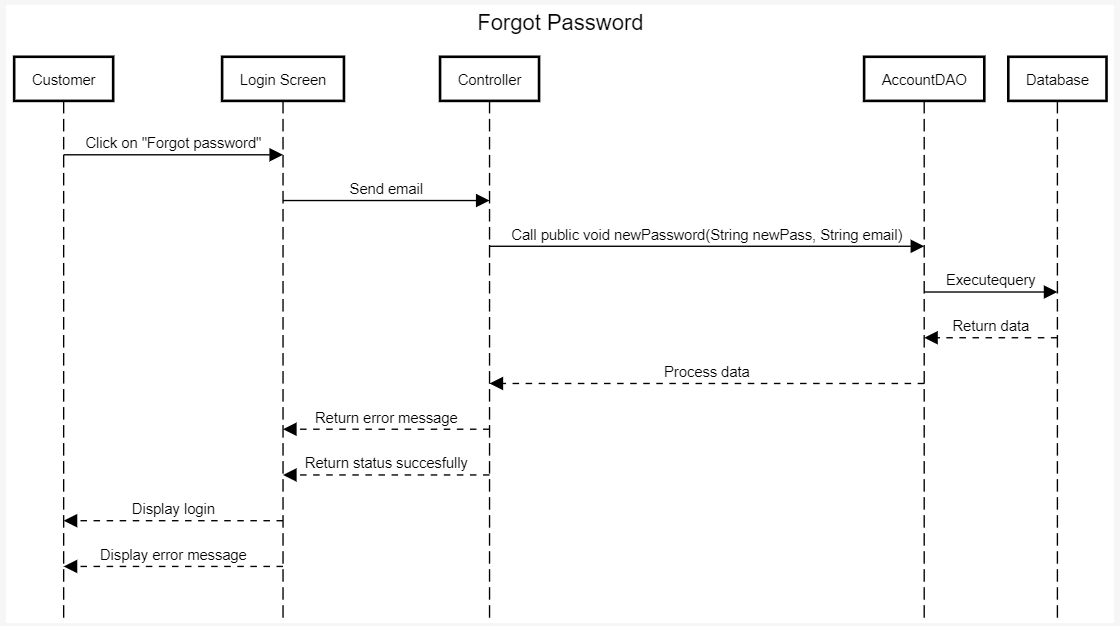 Forgot Password
Customer
Login Screen
Controller
AccountDAO
Database
Click on "Forgot password"
Send email
Call public void newPassword(String newPass, String email)
Executequery
Return data
Process data
Return error message
Return status succesfully
Display login
Display error message